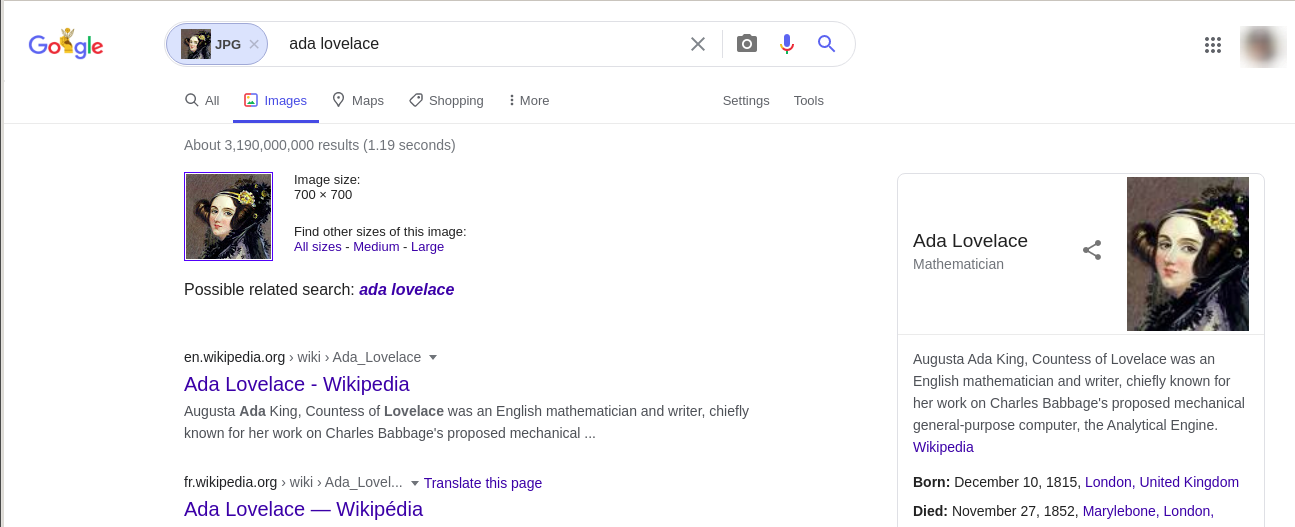 Google
JPG × ada lovelace
All Images Maps Shopping More Settings Tools
About 3,190,000,000 results (1.19 seconds)
Image size:
700 × 700
Find other sizes of this image:
All sizes - Medium - Large
Possible related search: ada lovelace
en.wikipedia.org › wiki › Ada_Lovelace
Ada Lovelace - Wikipedia
Augusta Ada King, Countess of Lovelace was an English mathematician and writer, chiefly
known for her work on Charles Babbage's proposed mechanical ...
fr.wikipedia.org › wiki › Ada_Lovel... Translate this page
Ada Lovelace — Wikipédia
Ada Lovelace
Mathematician
Augusta Ada King, Countess of Lovelace was an
English mathematician and writer, chiefly known for
her work on Charles Babbage's proposed mechanical
general-purpose computer, the Analytical Engine.
Wikipedia
Born: December 10, 1815, London, United Kingdom
Died: November 27, 1852, Marylebone, London,